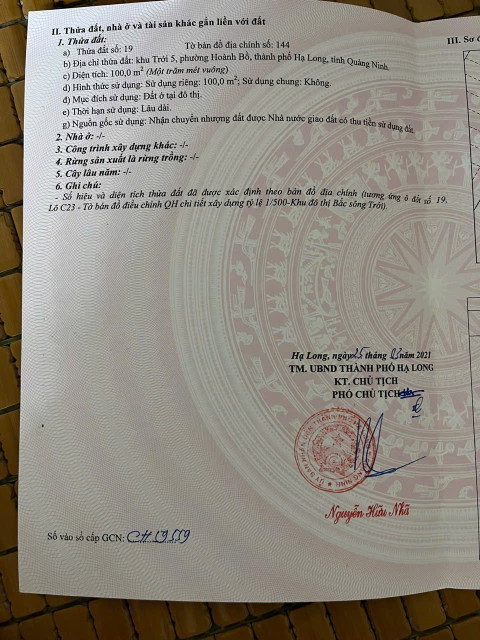 II. Thửa đất, nhà ở và tài sản khác gắn liền với đất
1. Thửa đất:
a) Thửa đất số: 19 Tờ bản đồ địa chính số: 144
b) Địa chỉ thửa đất: khu Trới 5, phường Hoành Bồ, thành phố Hạ Long, tỉnh Quảng Ninh.
c) Diện tích: 100,0 m² (Một trăm mét vuông)
d) Hình thức sử dụng: Sử dụng riêng: 100,0 m²; Sử dụng chung: Không.
đ) Mục đích sử dụng: Đất ở tại đô thị.
e) Thời hạn sử dụng: Lâu dài.
g) Nguồn gốc sử dụng: Nhận chuyển nhượng đất được Nhà nước giao đất có thu tiền sử dụng đất.
2. Nhà ở: -/-
3. Công trình xây dựng khác: -/-
4. Rừng sản xuất là rừng trồng: -/-
5. Cây lâu năm: -/-
6. Ghi chú:
- Số hiệu và diện tích thửa đất đã được xác định theo bản đồ địa chính (tương ứng ô đất số 19.
Lô C23 - Tờ bản đồ điều chỉnh QH chi tiết xây dựng tỷ lệ 1/500-Khu đô thị Bắc sông Trới).
Hạ Long, ngày 25 tháng 03 năm 2021
TM. UBND THÀNH PHỐ HẠ LONG
KT. CHỦ TỊCH
PHÓ CHỦ TỊCH
Nguyễn Hữu Nhã
Số vào sổ cấp GCN: CH 19559
III. Sơ đ